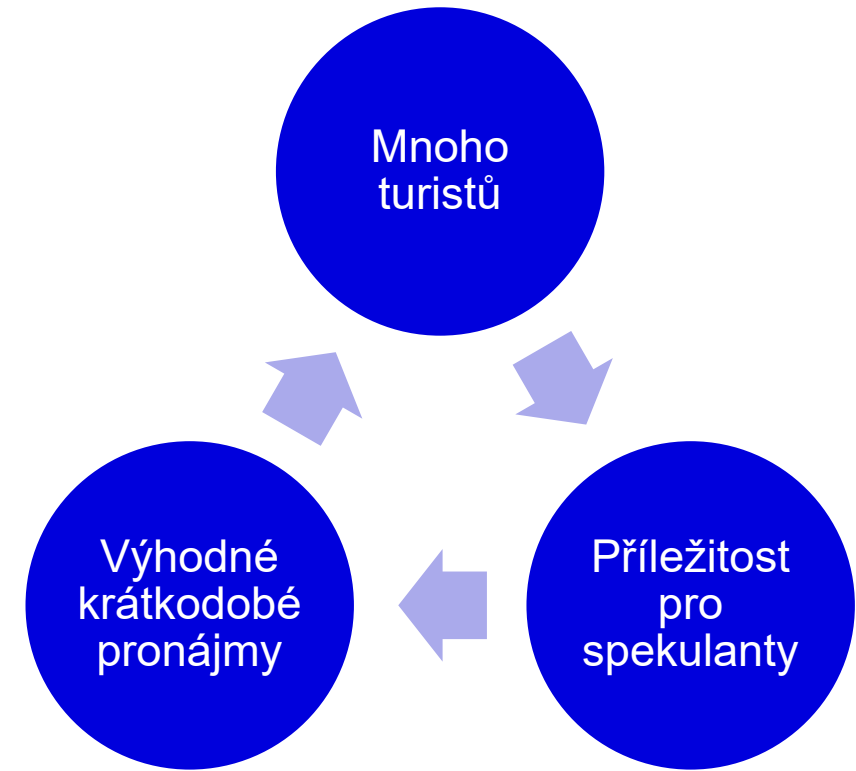 Mnoho
turistů
Příležitost
pro
spekulanty
Výhodné
krátkodobé
pronájmy